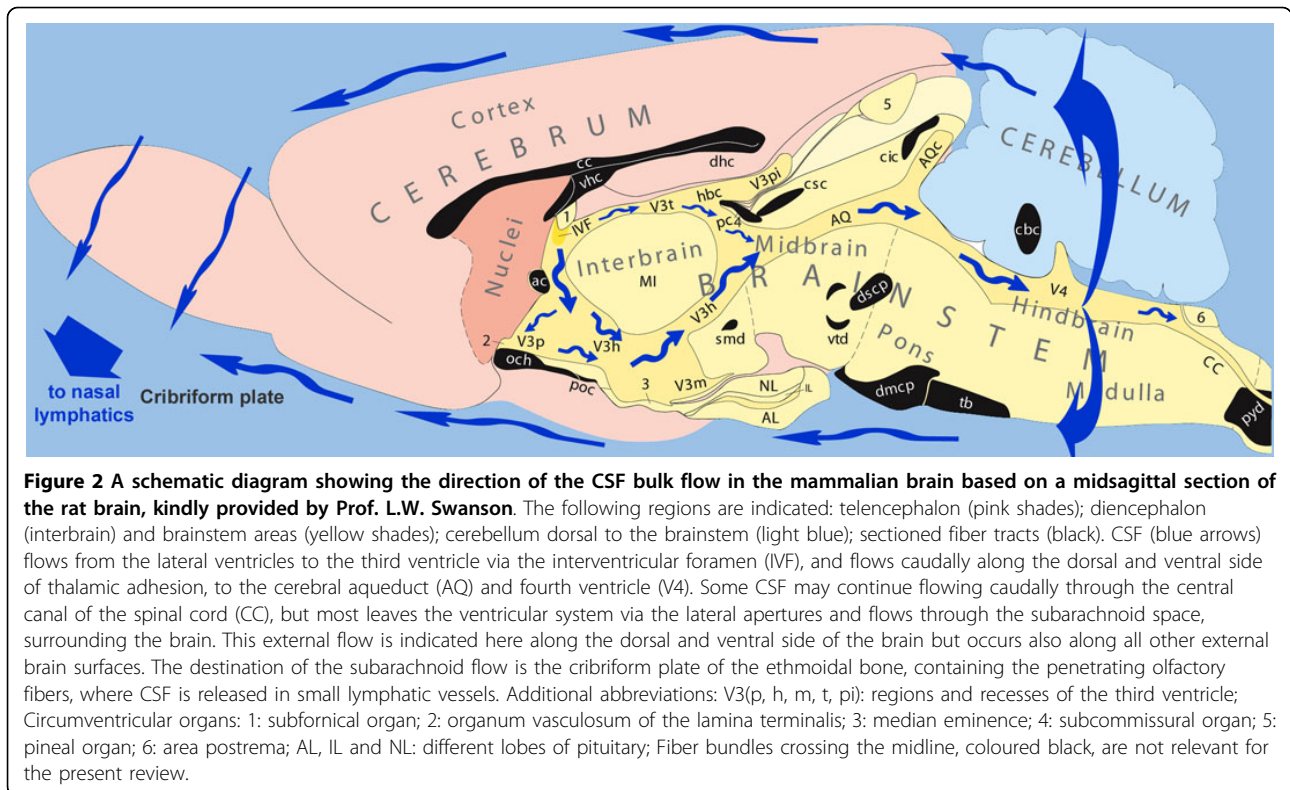 Cortex
CEREBRUM
CEREBELLUM
Nuclei
Interbrain
MI
Midbrain
BRAINSTEM
Hindbrain
Pons
Medulla
cc
vhc
dhc
1
IVF
V3t
hbc
V3pi
csc
cic
5
AQc
pc4
AQ
cbc
ac
2
V3p
V3h
V3h
och
poc
3
V3m
smd
vtd
dscp
NL
IL
AL
dmcp
tb
V4
6
CC
pyd
to nasal
lymphatics
Cribriform plate
Figure 2 A schematic diagram showing the direction of the CSF bulk flow in the mammalian brain based on a midsagittal section of
the rat brain, kindly provided by Prof. L.W. Swanson. The following regions are indicated: telencephalon (pink shades); diencephalon
(interbrain) and brainstem areas (yellow shades); cerebellum dorsal to the brainstem (light blue); sectioned fiber tracts (black). CSF (blue arrows)
flows from the lateral ventricles to the third ventricle via the interventricular foramen (IVF), and flows caudally along the dorsal and ventral side
of thalamic adhesion, to the cerebral aqueduct (AQ) and fourth ventricle (V4). Some CSF may continue flowing caudally through the central
canal of the spinal cord (CC), but most leaves the ventricular system via the lateral apertures and flows through the subarachnoid space,
surrounding the brain. This external flow is indicated here along the dorsal and ventral side of the brain but occurs also along all other external
brain surfaces. The destination of the subarachnoid flow is the cribriform plate of the ethmoidal bone, containing the penetrating olfactory
fibers, where CSF is released in small lymphatic vessels. Additional abbreviations: V3(p, h, m, t, pi): regions and recesses of the third ventricle;
Circumventricular organs: 1: subfornical organ; 2: organum vasculosum of the lamina terminalis; 3: median eminence; 4: subcommissural organ; 5:
pineal organ; 6: area postrema; AL, IL and NL: different lobes of pituitary; Fiber bundles crossing the midline, coloured black, are not relevant for
the present review.